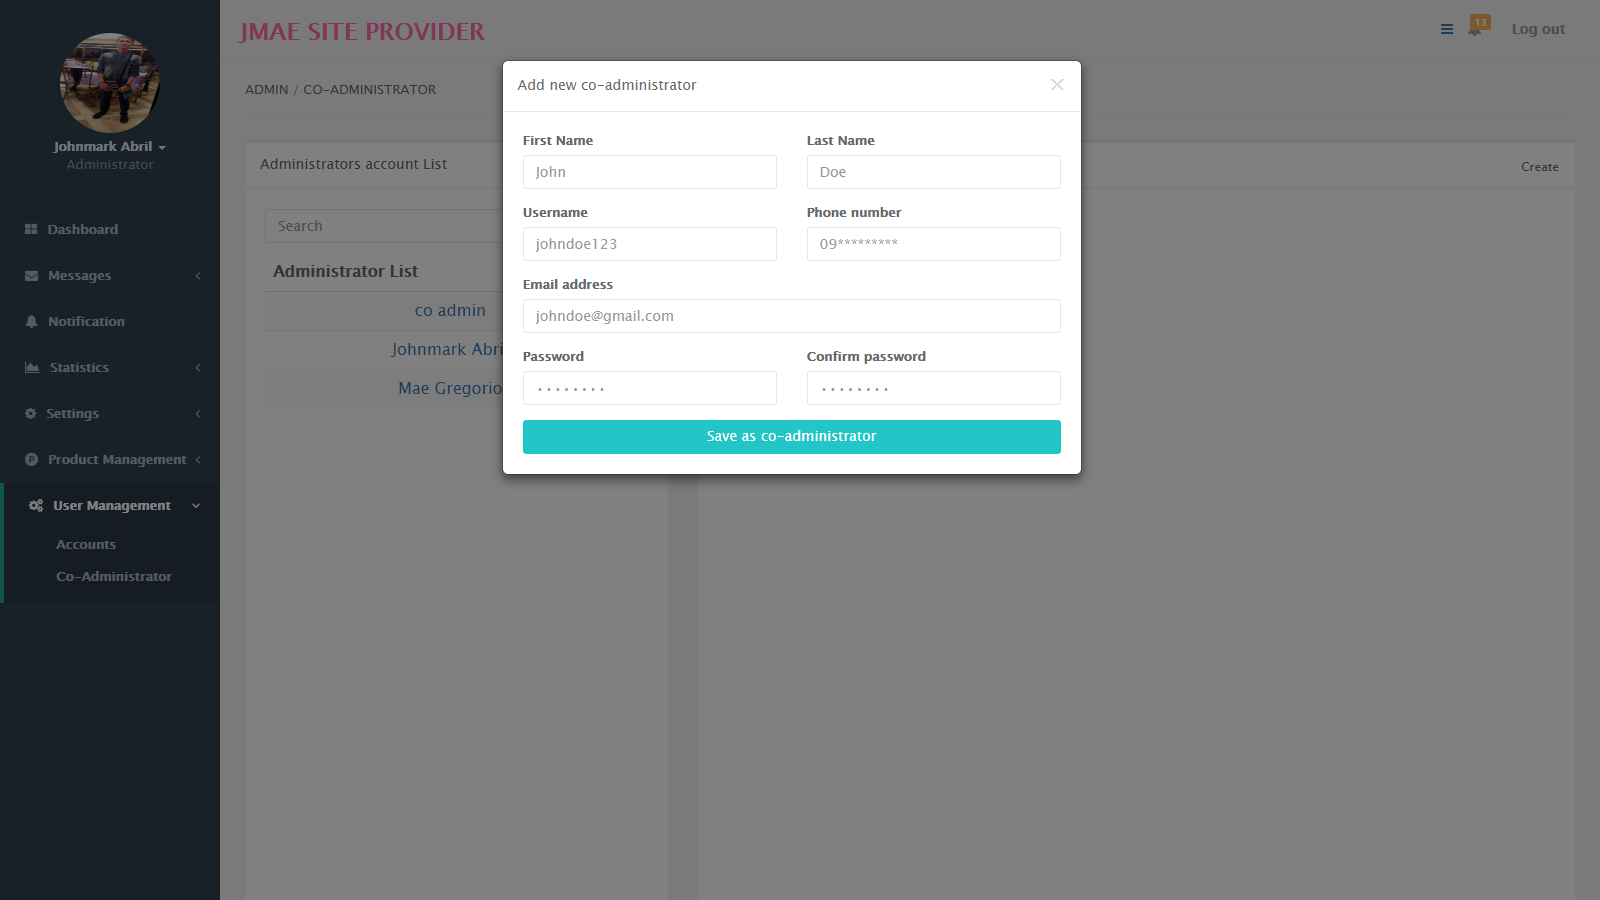 JMAE SITE PROVIDER
13
Log out
Johnmark Abril
Administrator
Dashboard
Messages
Notification
Statistics
Settings
Product Management
User Management
Accounts
Co-Administrator
ADMIN / CO-ADMINISTRATOR
Administrators account List
Create
Search
Administrator List
co admin
Johnmark Abri
Mae Gregorio
Add new co-administrator
First Name
Last Name
John
Doe
Username
Phone number
johndoe123
09*********
Email address
johndoe@gmail.com
Password
Confirm password
••••••••
••••••••
Save as co-administrator